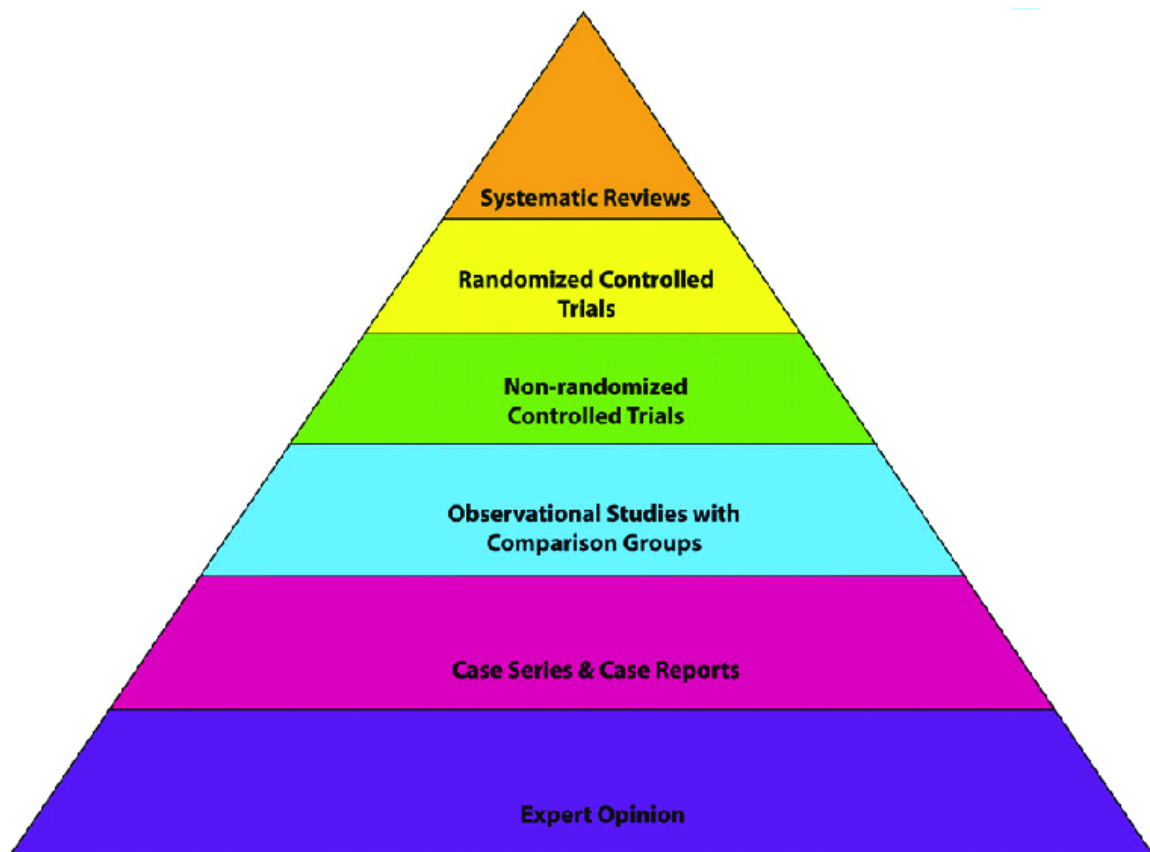 Systematic Reviews
Randomized Controlled
Trials
Non-randomized
Controlled Trials
Observational Studies with
Comparison Groups
Case Series & Case Reports
Expert Opinion